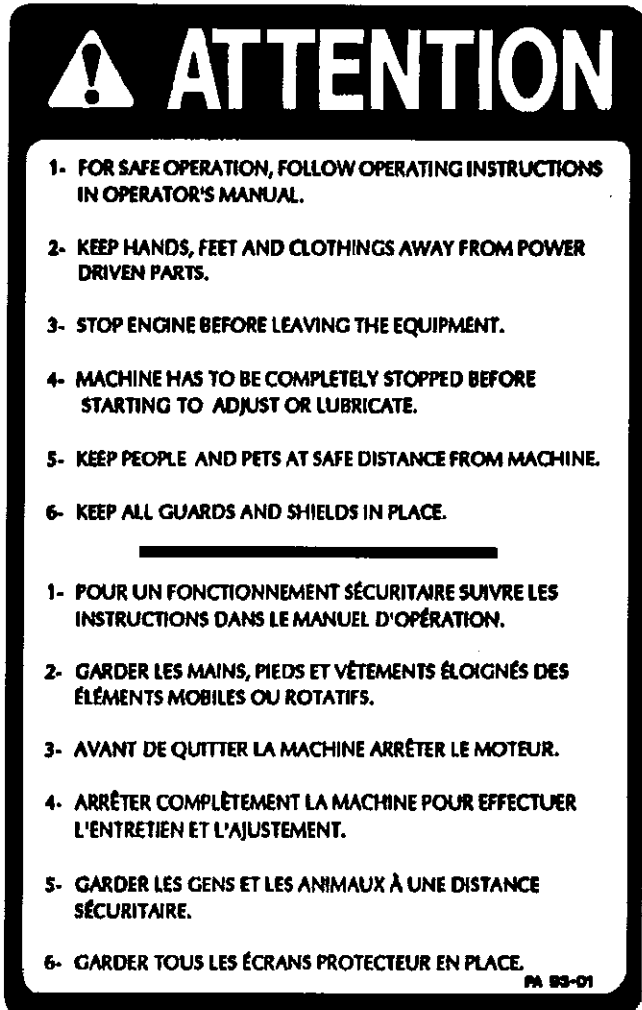 ATTENTION
1- FOR SAFE OPERATION, FOLLOW OPERATING INSTRUCTIONS
IN OPERATOR'S MANUAL.
2- KEEP HANDS, FEET AND CLOTHINGS AWAY FROM POWER
DRIVEN PARTS.
3- STOP ENGINE BEFORE LEAVING THE EQUIPMENT.
4- MACHINE HAS TO BE COMPLETELY STOPPED BEFORE
STARTING TO ADJUST OR LUBRICATE.
5- KEEP PEOPLE AND PETS AT SAFE DISTANCE FROM MACHINE.
6- KEEP ALL GUARDS AND SHIELDS IN PLACE.
1- POUR UN FONCTIONNEMENT SÉCURITAIRE SUIVRE LES
INSTRUCTIONS DANS LE MANUEL D'OPÉRATION.
2- GARDER LES MAINS, PIEDS ET VÊTEMENTS ÉLOIGNÉS DES
ÉLÉMENTS MOBILES OU ROTATIFS.
3- AVANT DE QUITTER LA MACHINE ARRÊTER LE MOTEUR.
4- ARRÊTER COMPLÈTEMENT LA MACHINE POUR EFFECTUER
L'ENTRETIEN ET L'AJUSTEMENT.
5- GARDER LES GENS ET LES ANIMAUX À UNE DISTANCE
SÉCURITAIRE.
6- GARDER TOUS LES ÉCRANS PROTECTEUR EN PLACE.
PA 93-01